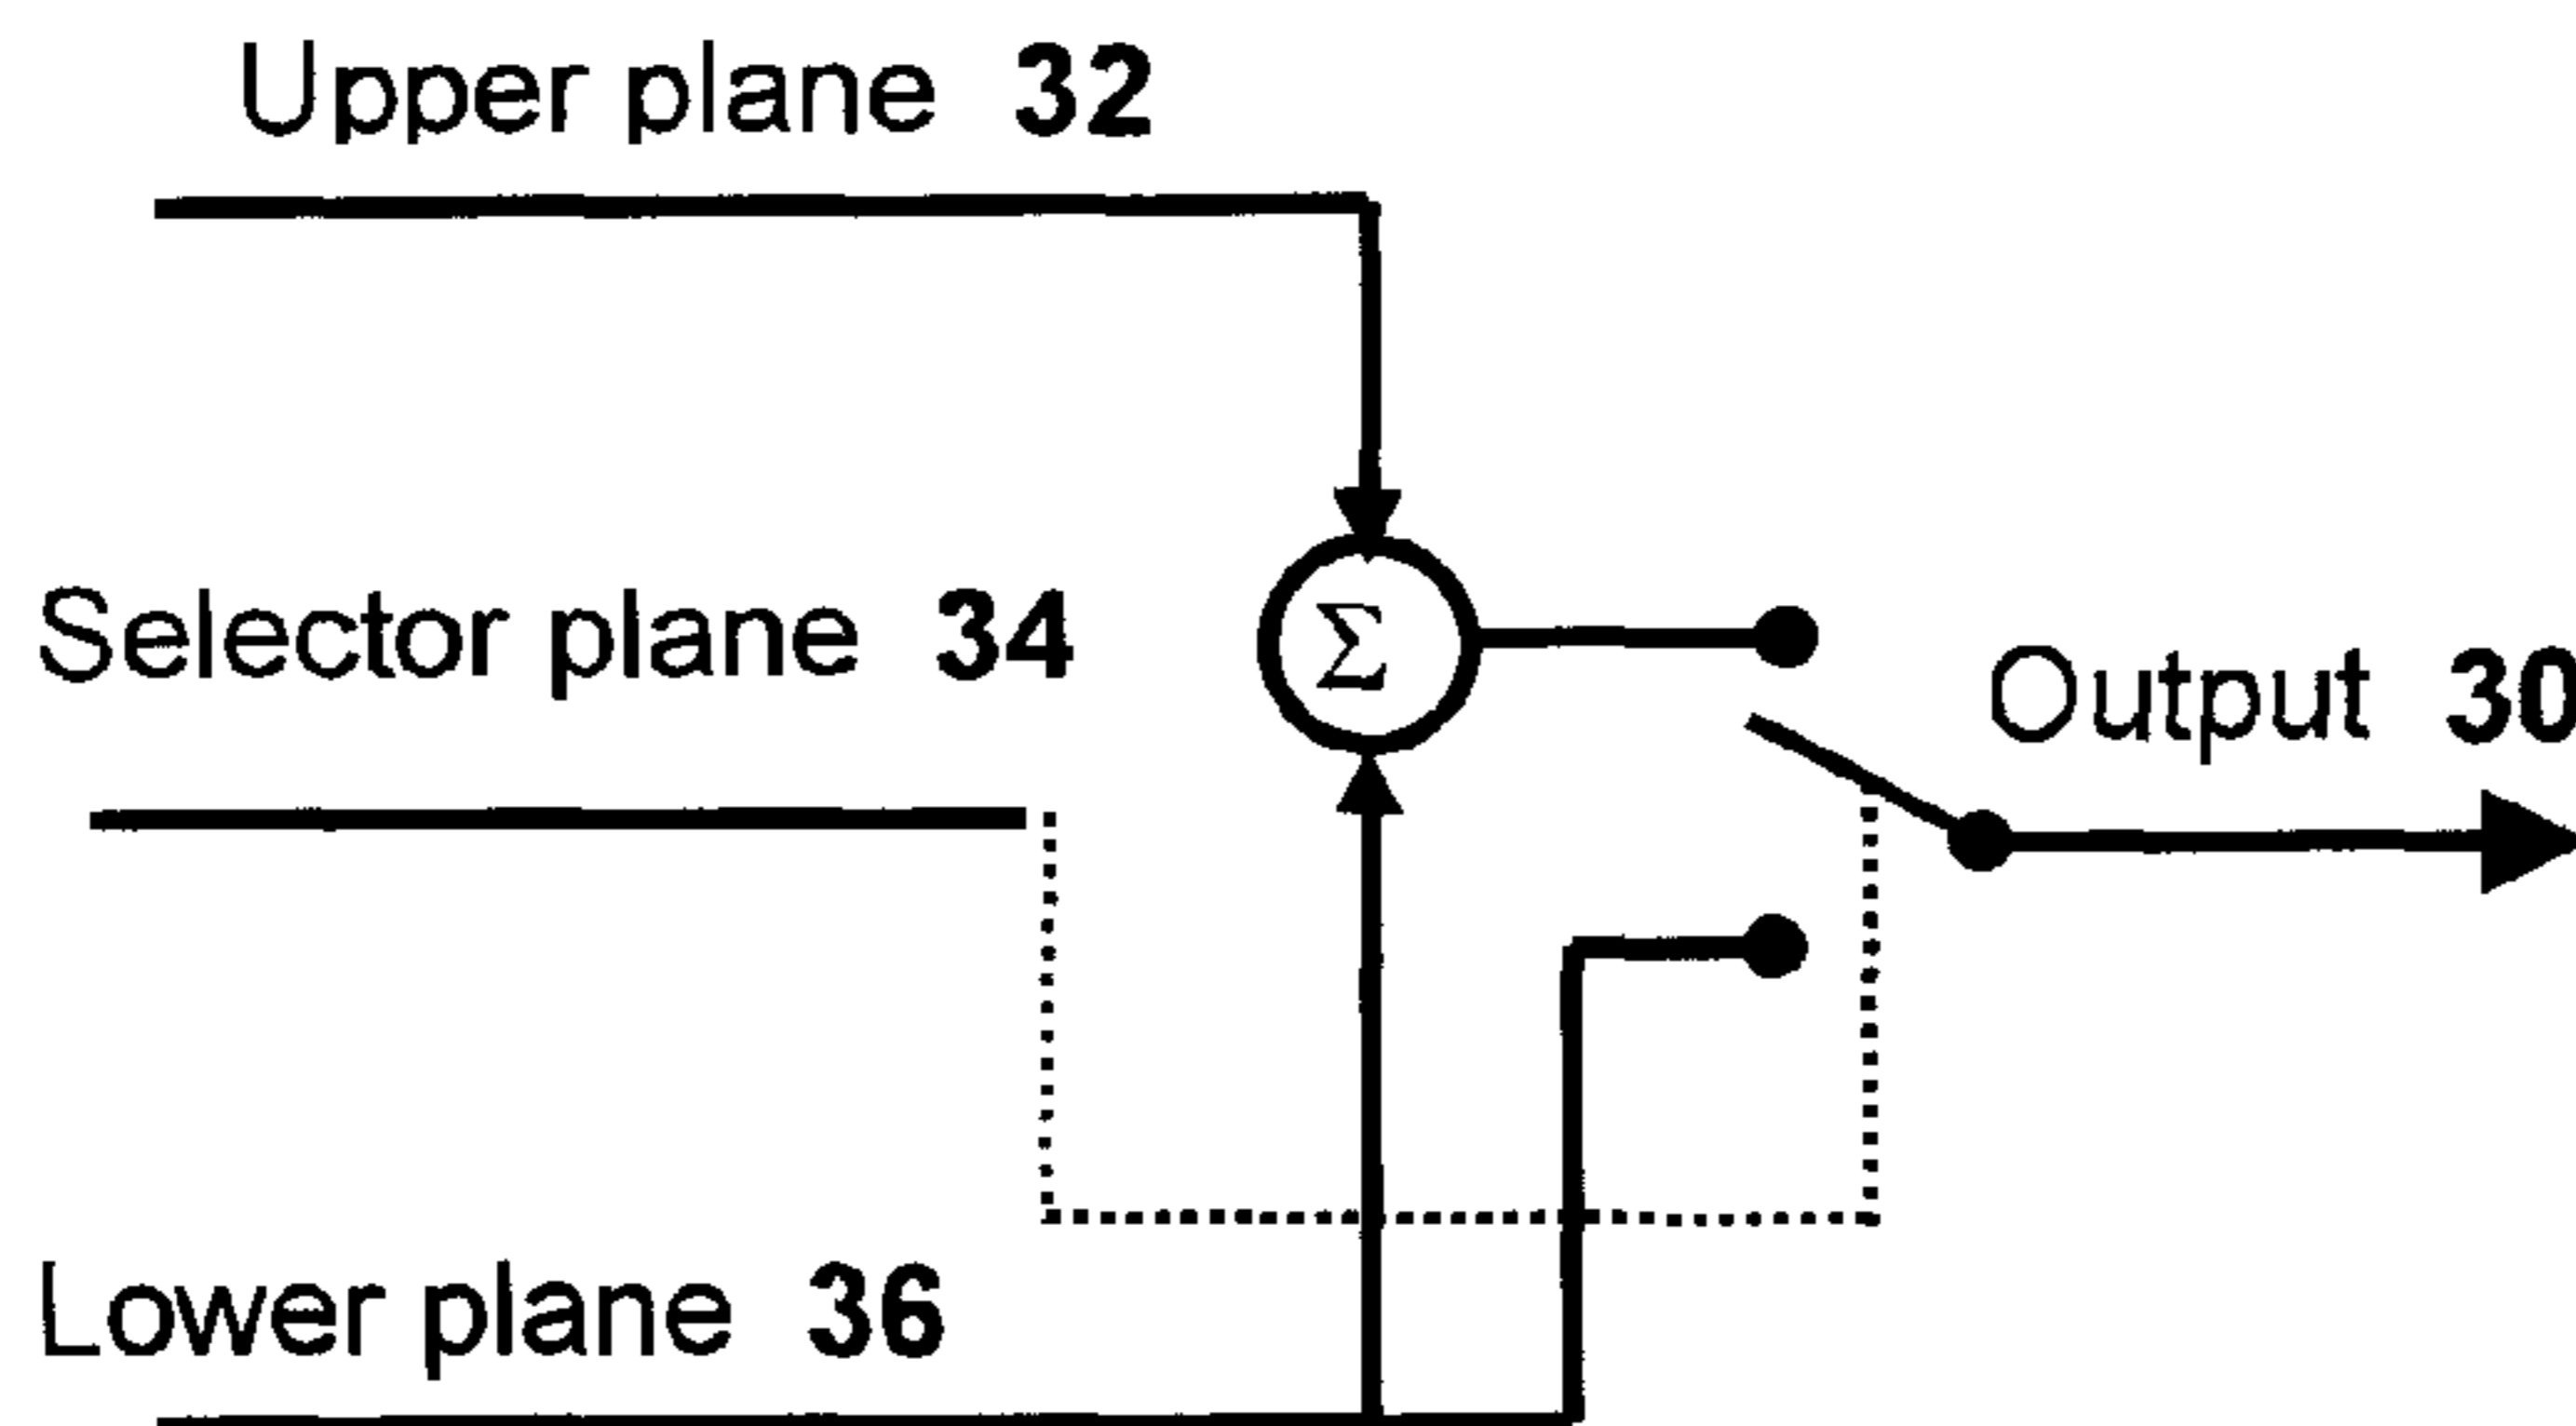 Upper plane 32
Selector plane 34
Σ
Output 30
Lower plane 36